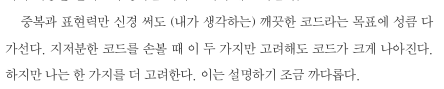 중복과 표현력만 신경 써도 (내가 생각하는) 깨끗한 코드라는 목표에 성큼 다
가선다. 지저분한 코드를 손볼 때 이 두 가지만 고려해도 코드가 크게 나아진다.
하지만 나는 한 가지를 더 고려한다. 이는 설명하기 조금 까다롭다.